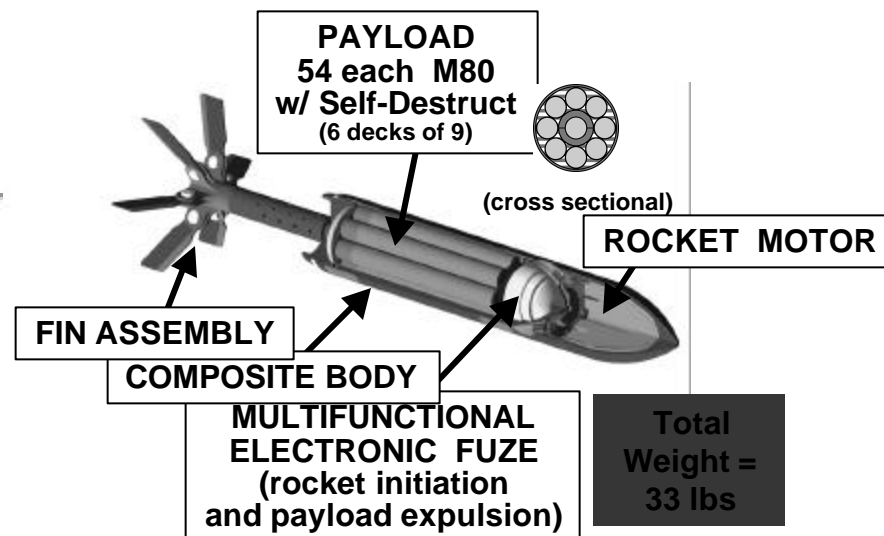 PAYLOAD
54 each M80
w/ Self-Destruct
(6 decks of 9)
(cross sectional)
ROCKET MOTOR
FIN ASSEMBLY
COMPOSITE BODY
MULTIFUNCTIONAL
ELECTRONIC FUZE
(rocket initiation
and payload expulsion)
Total
Weight =
33 lbs